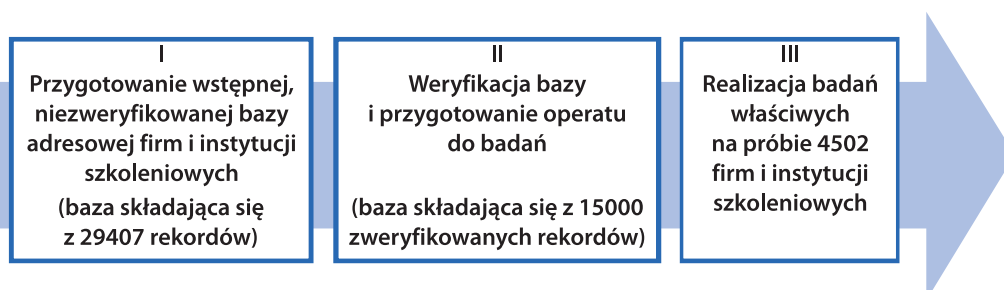 I
Przygotowanie wstępnej,
niezweryfikowanej bazy
adresowej firm i instytucji
szkoleniowych
(baza składająca się
z 29407 rekordów)
II
Weryfikacja bazy
i przygotowanie operatu
do badań
(baza składająca się z 15000
zweryfikowanych rekordów)
III
Realizacja badań
właściwych
na próbie 4502
firm i instytucji
szkoleniowych